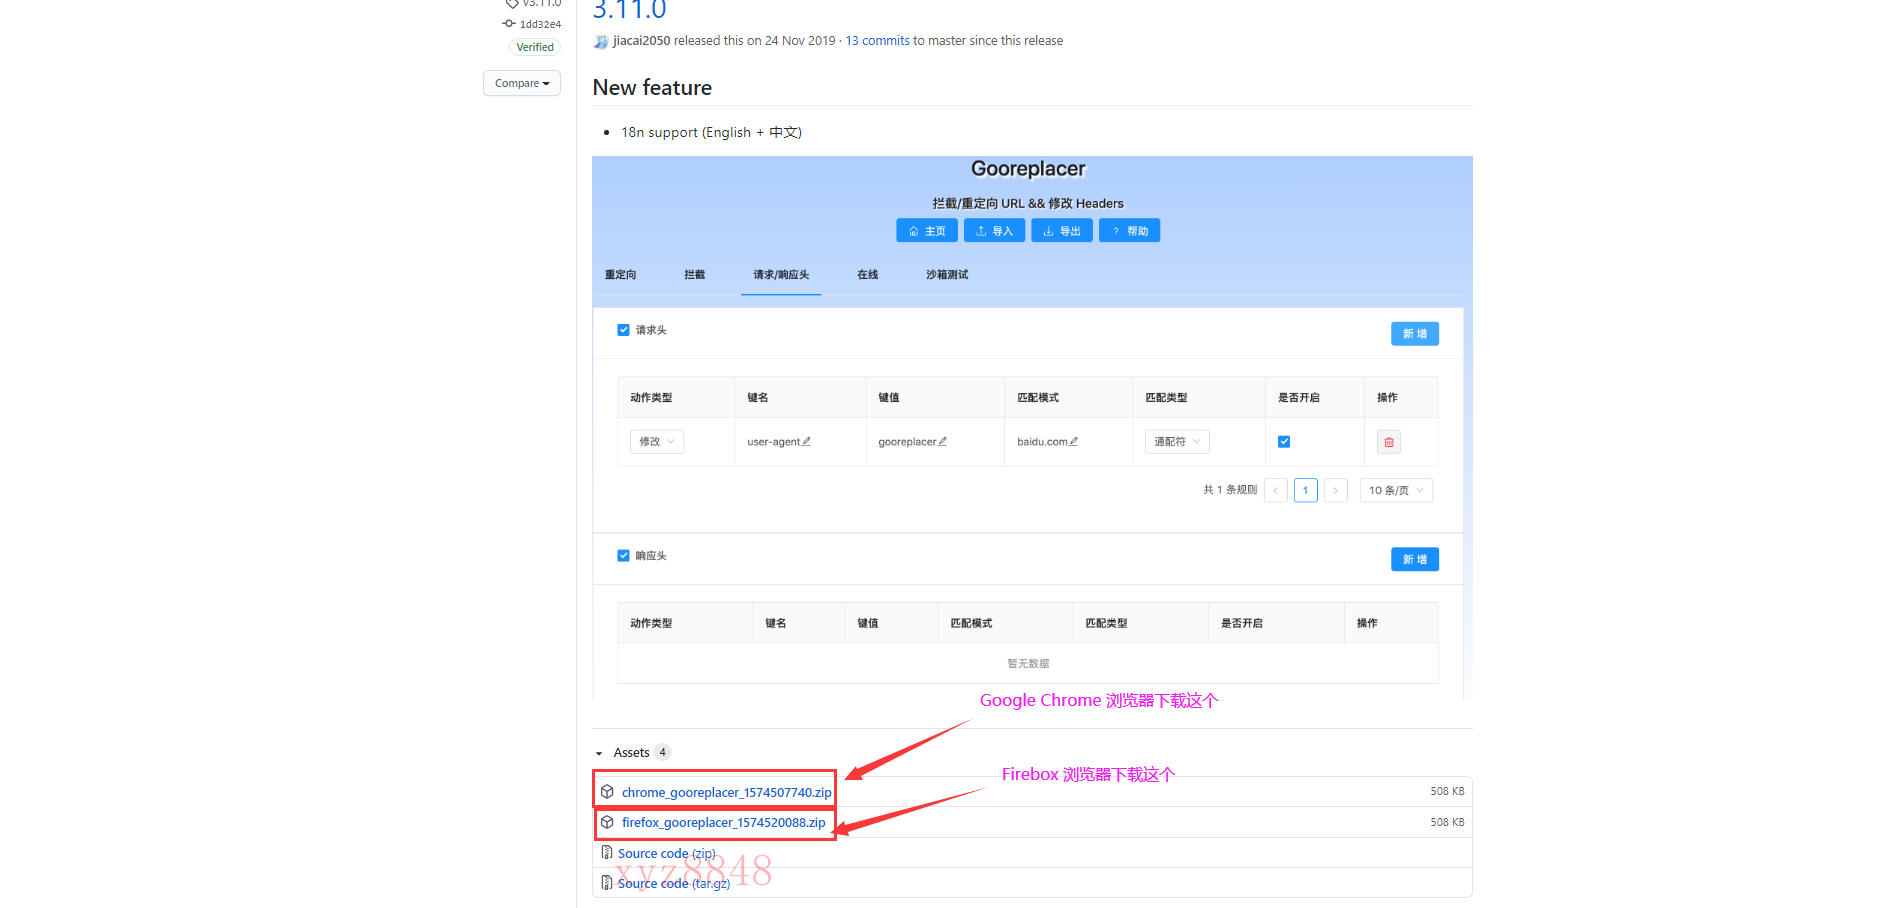 v3.11.0
1dd32e4
Verified
Compare
3.11.0
jiacai2050 released this on 24 Nov 2019 · 13 commits to master since this release
New feature
18n support (English + 中文)
Gooreplacer
拦截/重定向 URL && 修改 Headers
主页 导入 导出 ? 帮助
重定向 拦截 请求/响应头 在线 沙箱测试
请求头 新 增
动作类型 键名 键值 匹配模式 匹配类型 是否开启 操作
修改 user-agent gooreplacer baidu.com 通配符
共 1 条规则 < 1 > 10 条/页
响应头 新 增
动作类型 键名 键值 匹配模式 匹配类型 是否开启 操作
暂无数据
Google Chrome 浏览器下载这个
Assets 4
Firebox 浏览器下载这个
chrome_gooreplacer_1574507740.zip 508 KB
firefox_gooreplacer_1574520088.zip 508 KB
Source code (zip)
xyz8848
Source code (tar.gz)